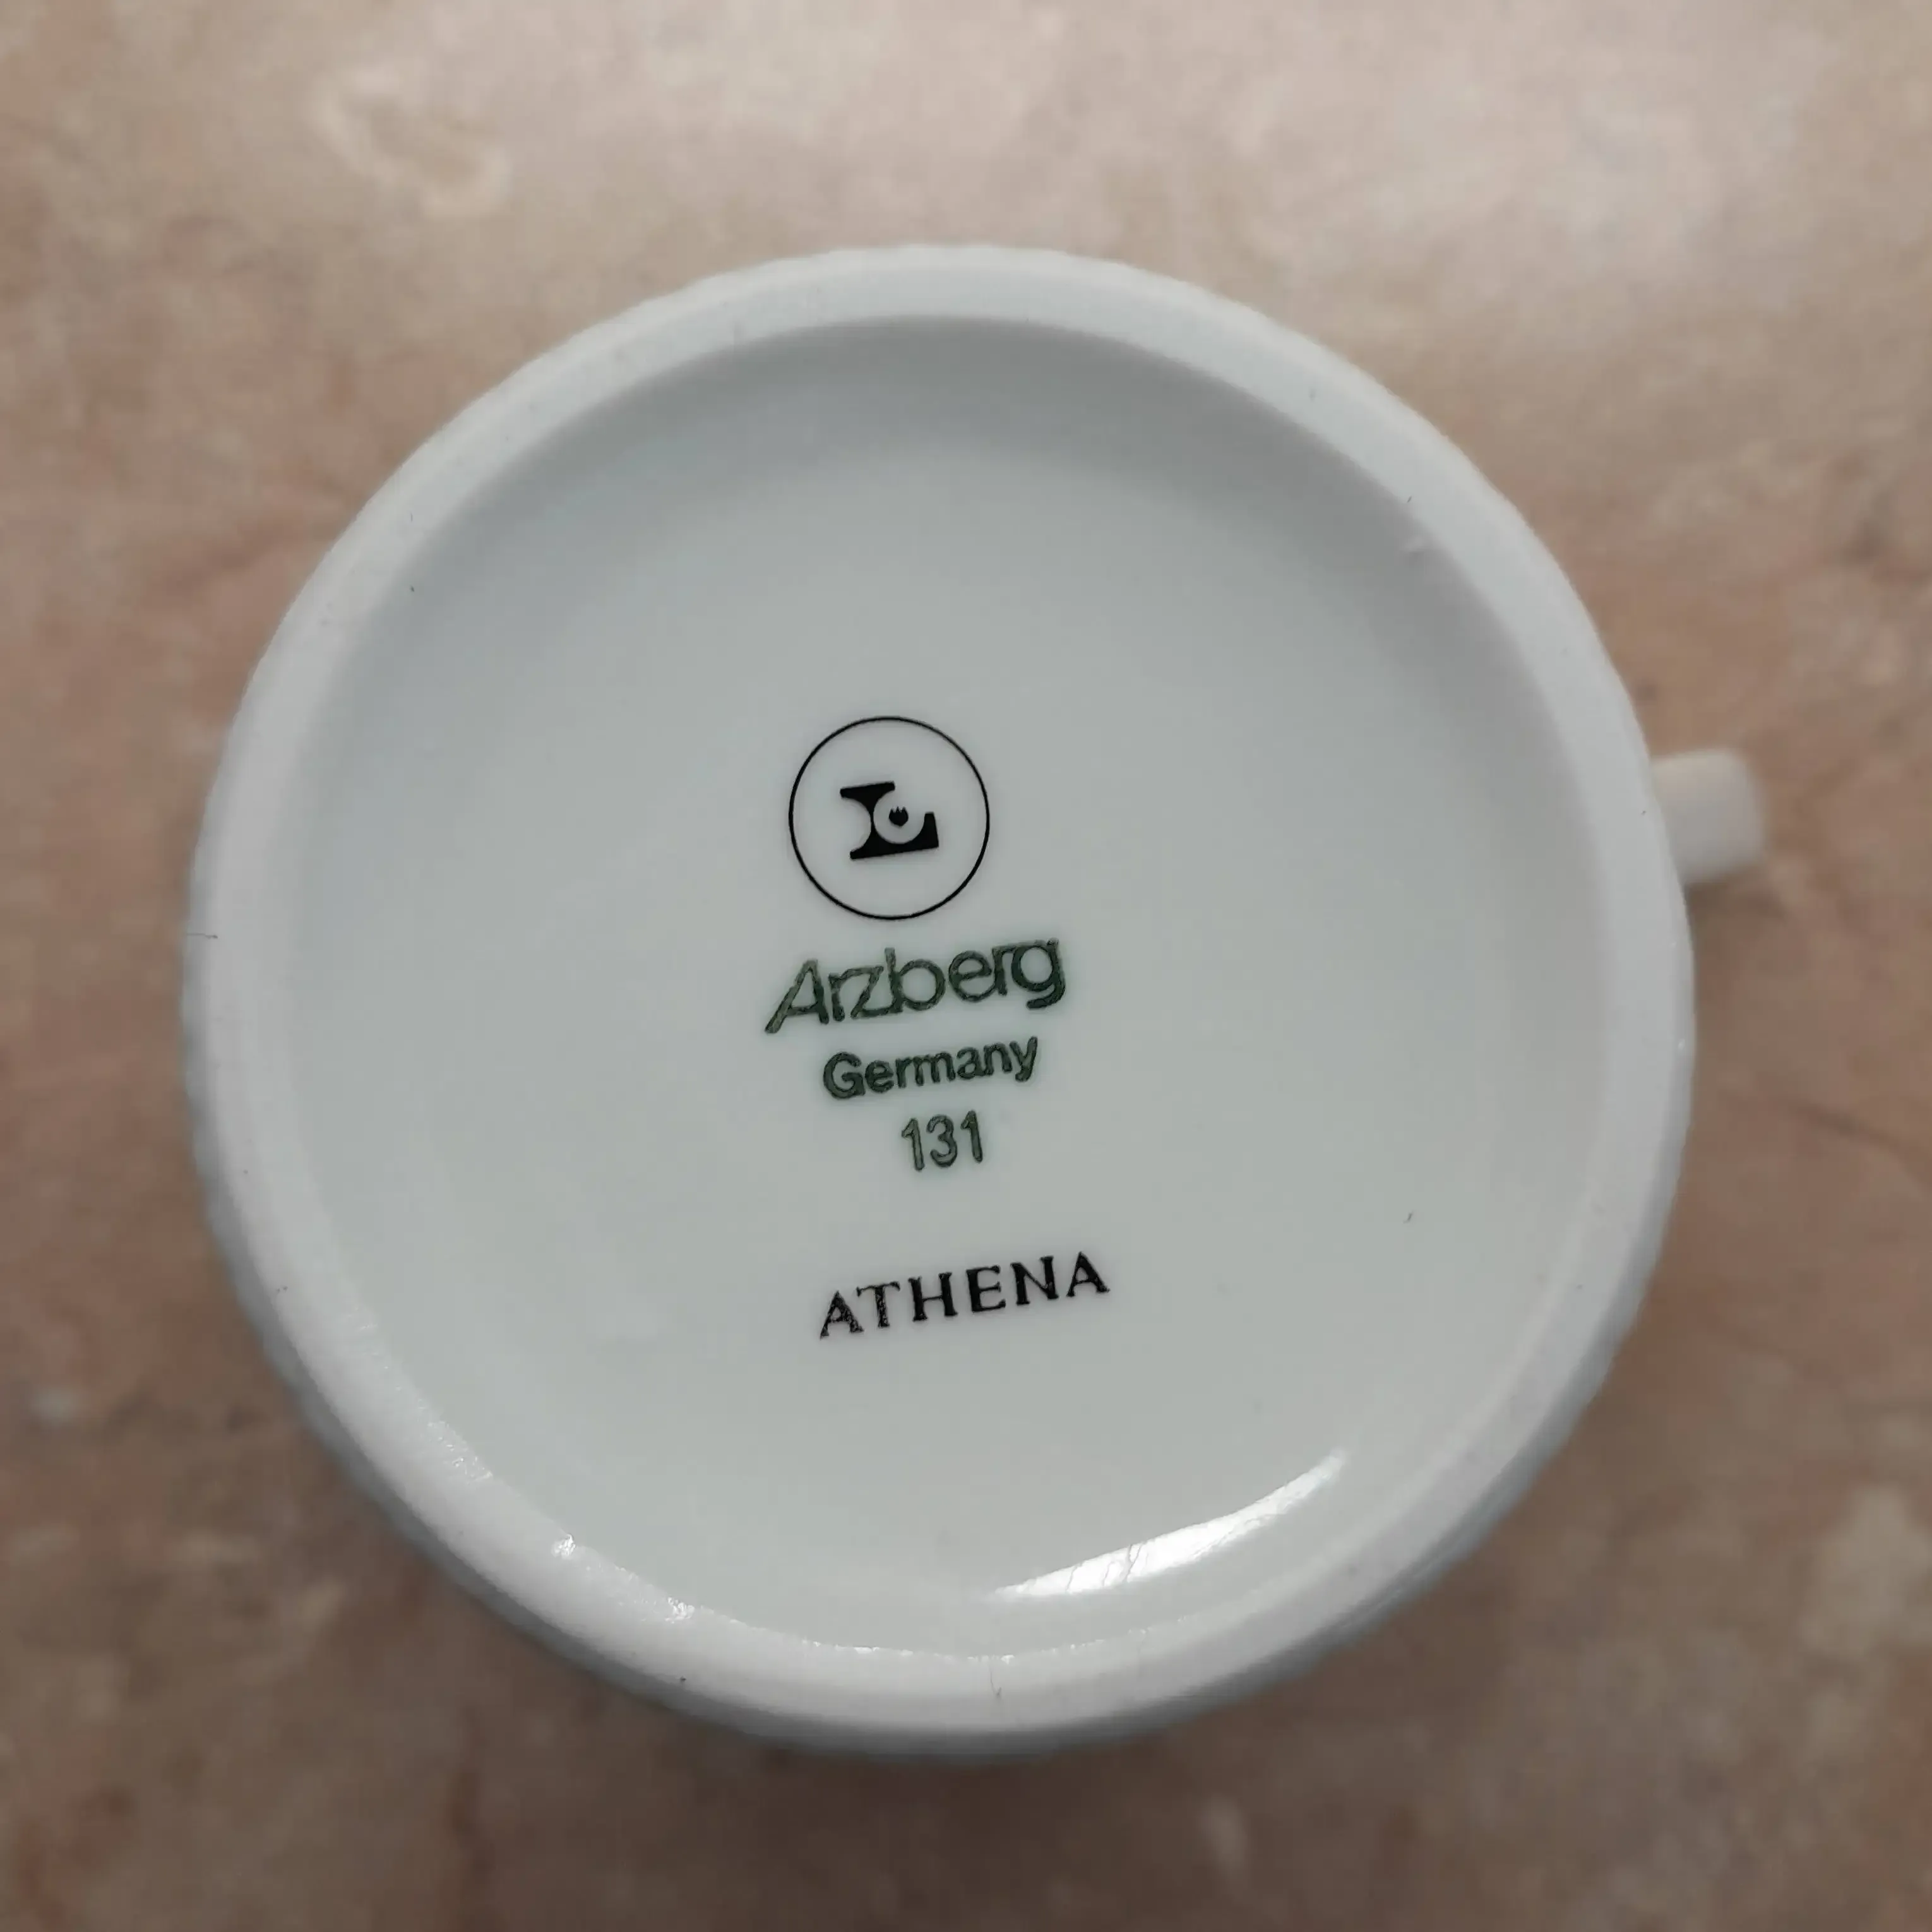 L
Arzberg
Germany
131
ATHENA